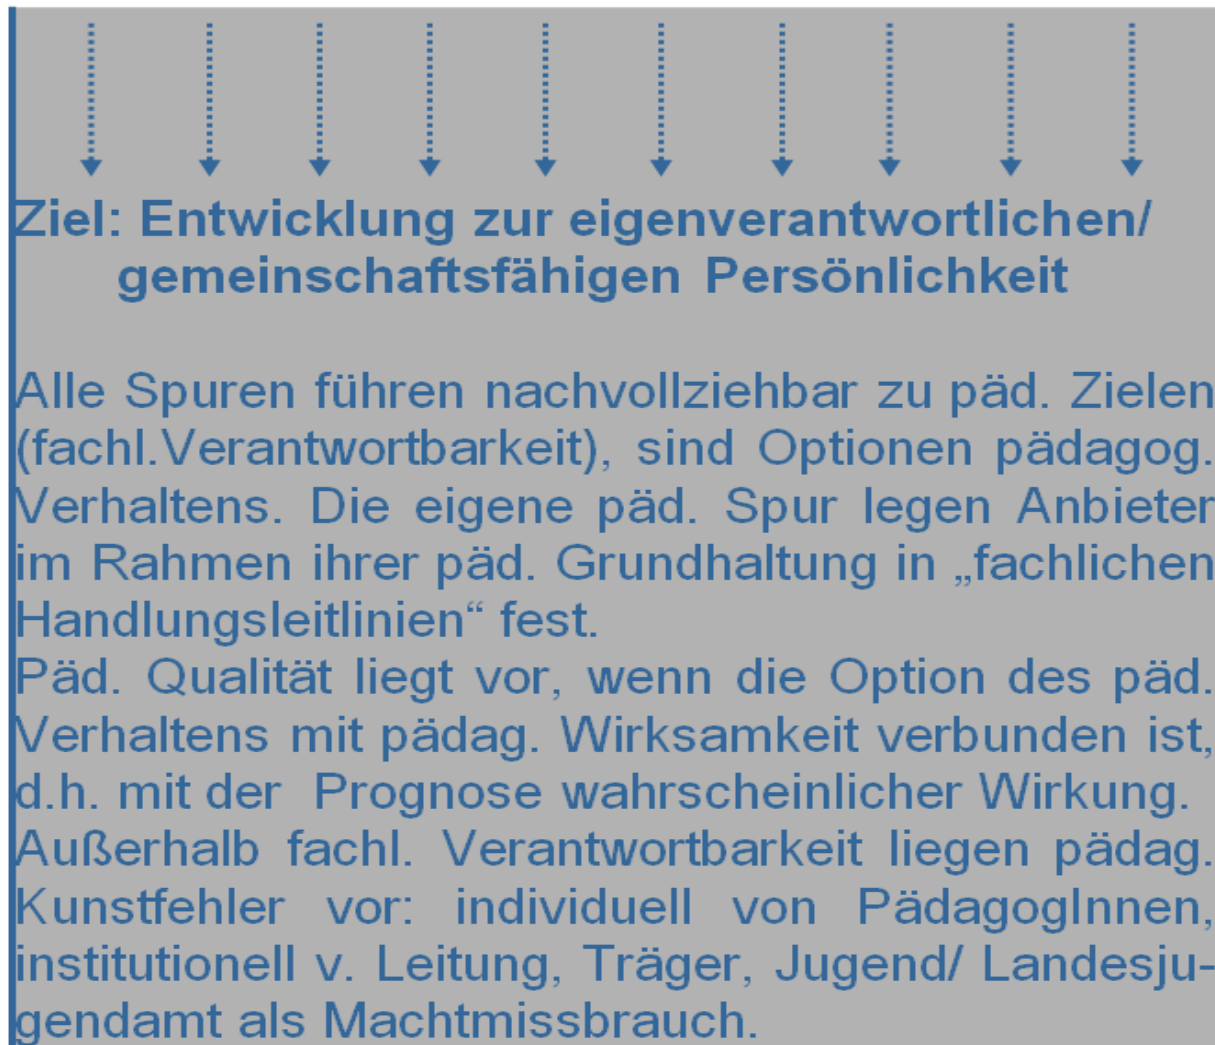 Ziel: Entwicklung zur eigenverantwortlichen/
gemeinschaftsfähigen Persönlichkeit
Alle Spuren führen nachvollziehbar zu päd. Zielen
(fachl.Verantwortbarkeit), sind Optionen pädagog.
Verhaltens. Die eigene päd. Spur legen Anbieter
im Rahmen ihrer päd. Grundhaltung in „fachlichen
Handlungsleitlinien“ fest.
Päd. Qualität liegt vor, wenn die Option des päd.
Verhaltens mit pädag. Wirksamkeit verbunden ist,
d.h. mit der Prognose wahrscheinlicher Wirkung.
Außerhalb fachl. Verantwortbarkeit liegen pädag.
Kunstfehler vor: individuell von PädagogInnen,
institutionell v. Leitung, Träger, Jugend/ Landesju-
gendamt als Machtmissbrauch.